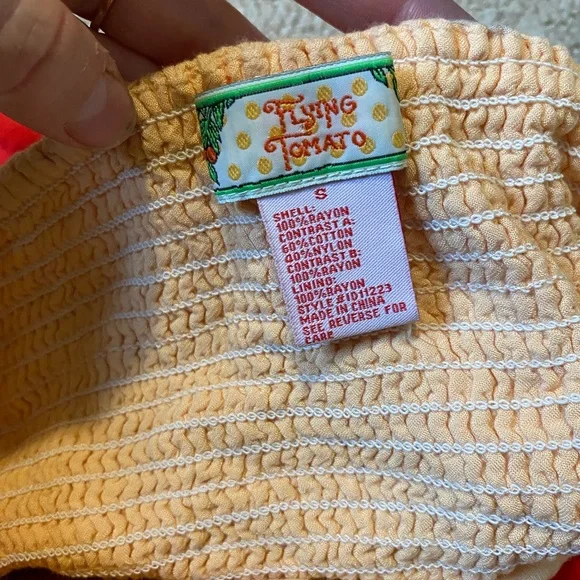 FLYING
TOMATO
S
SHELL:
100%RAYON
CONTRAST A:
60%COTTON
40%NYLON
CONTRAST B:
100%RAYON
LINING:
100%RAYON
STYLE #ID11223
MADE IN CHINA
SEE REVERSE FOR
CARE